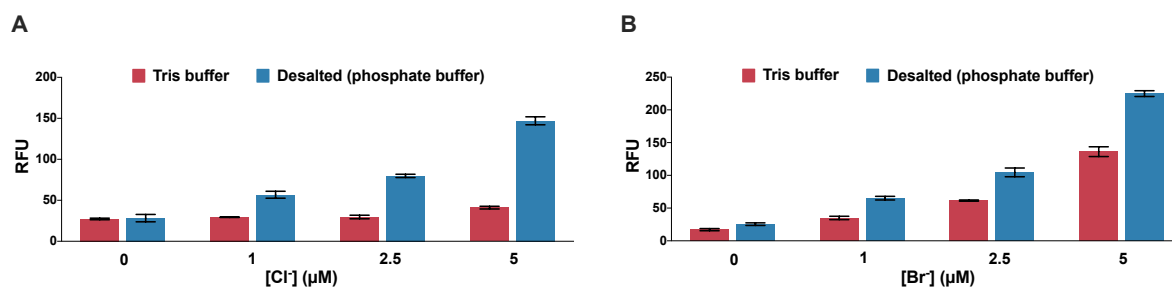 A
Tris buffer
Desalted (phosphate buffer)
200
150
100
50
0
RFU
0
1
2.5
5
[Cl⁻] (μM)
B
Tris buffer
Desalted (phosphate buffer)
250
200
150
100
50
0
RFU
0
1
2.5
5
[Br⁻] (μM)